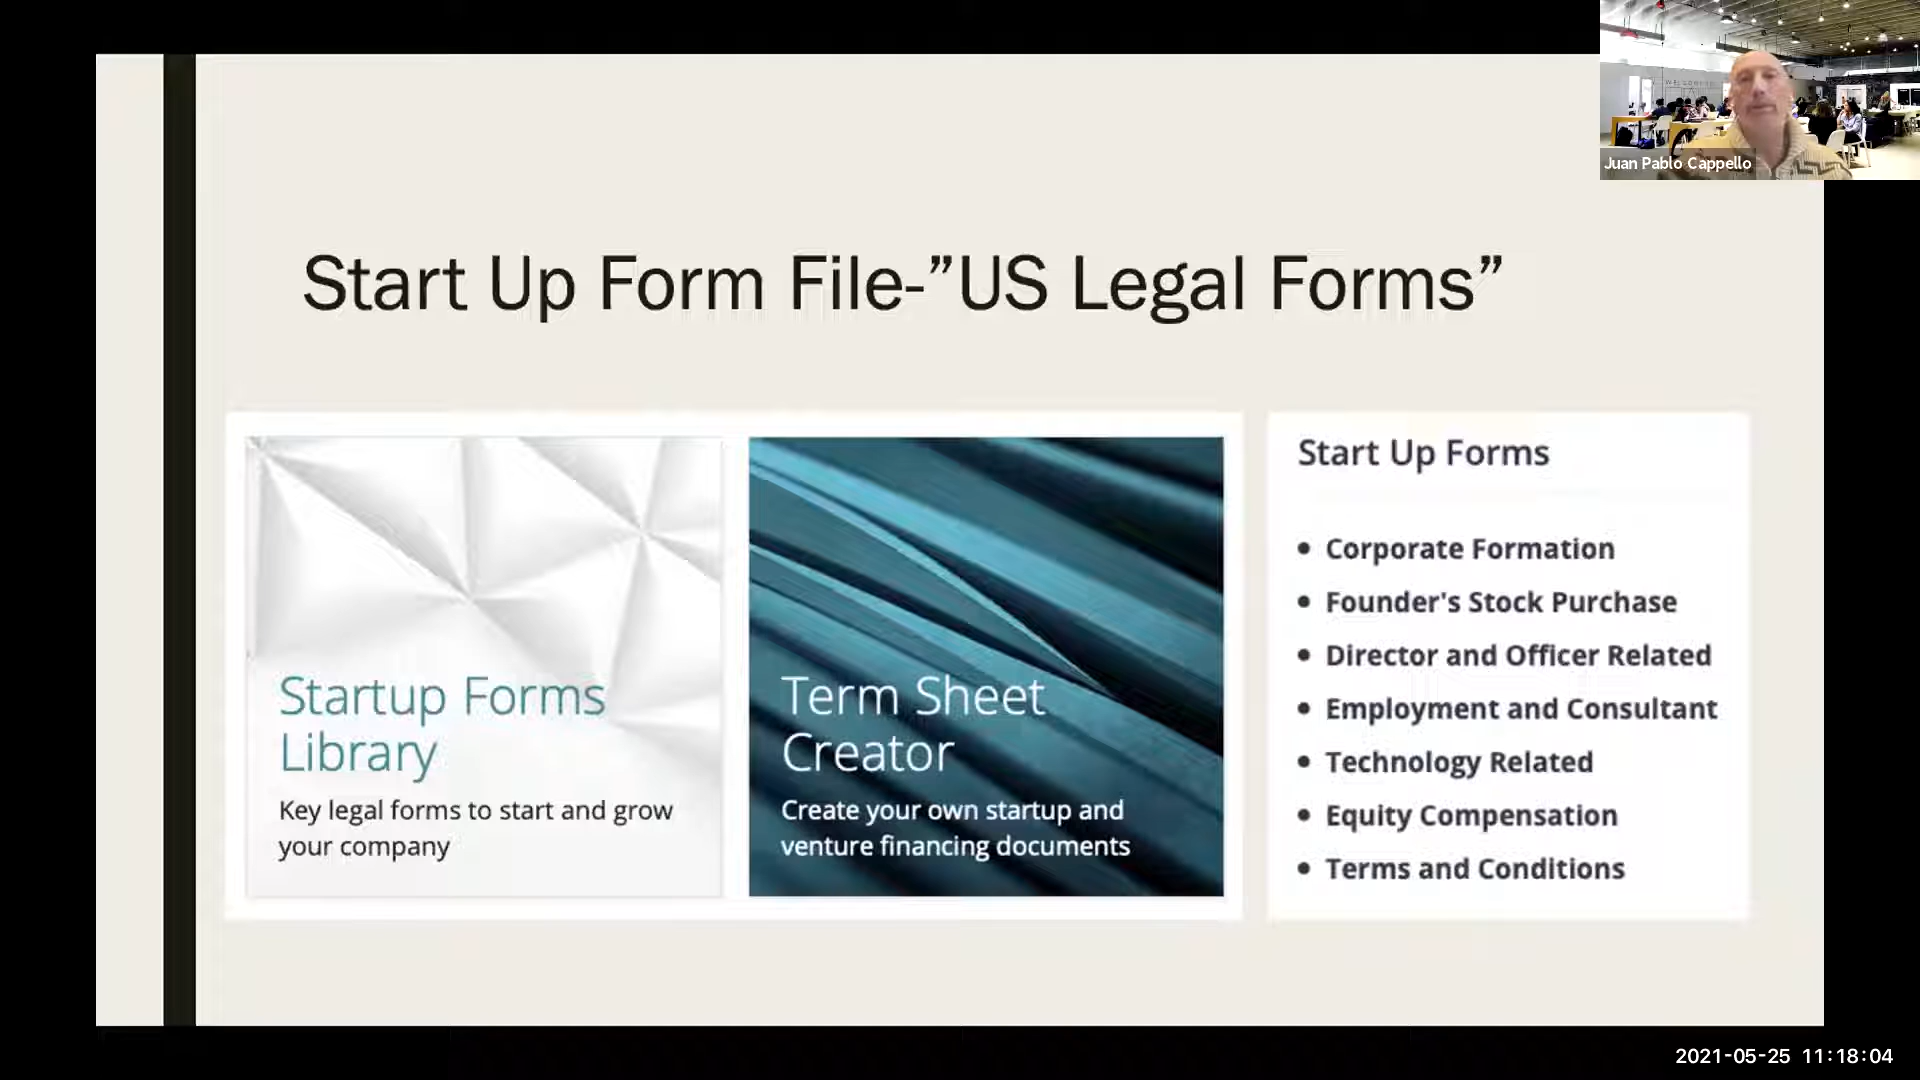 Juan Pablo Cappello
Start Up Form File-”US Legal Forms”
Startup Forms
Library
Key legal forms to start and grow
your company
Term Sheet
Creator
Create your own startup and
venture financing documents
Start Up Forms
• Corporate Formation
• Founder's Stock Purchase
• Director and Officer Related
• Employment and Consultant
• Technology Related
• Equity Compensation
• Terms and Conditions
2021-05-25 11:18:04